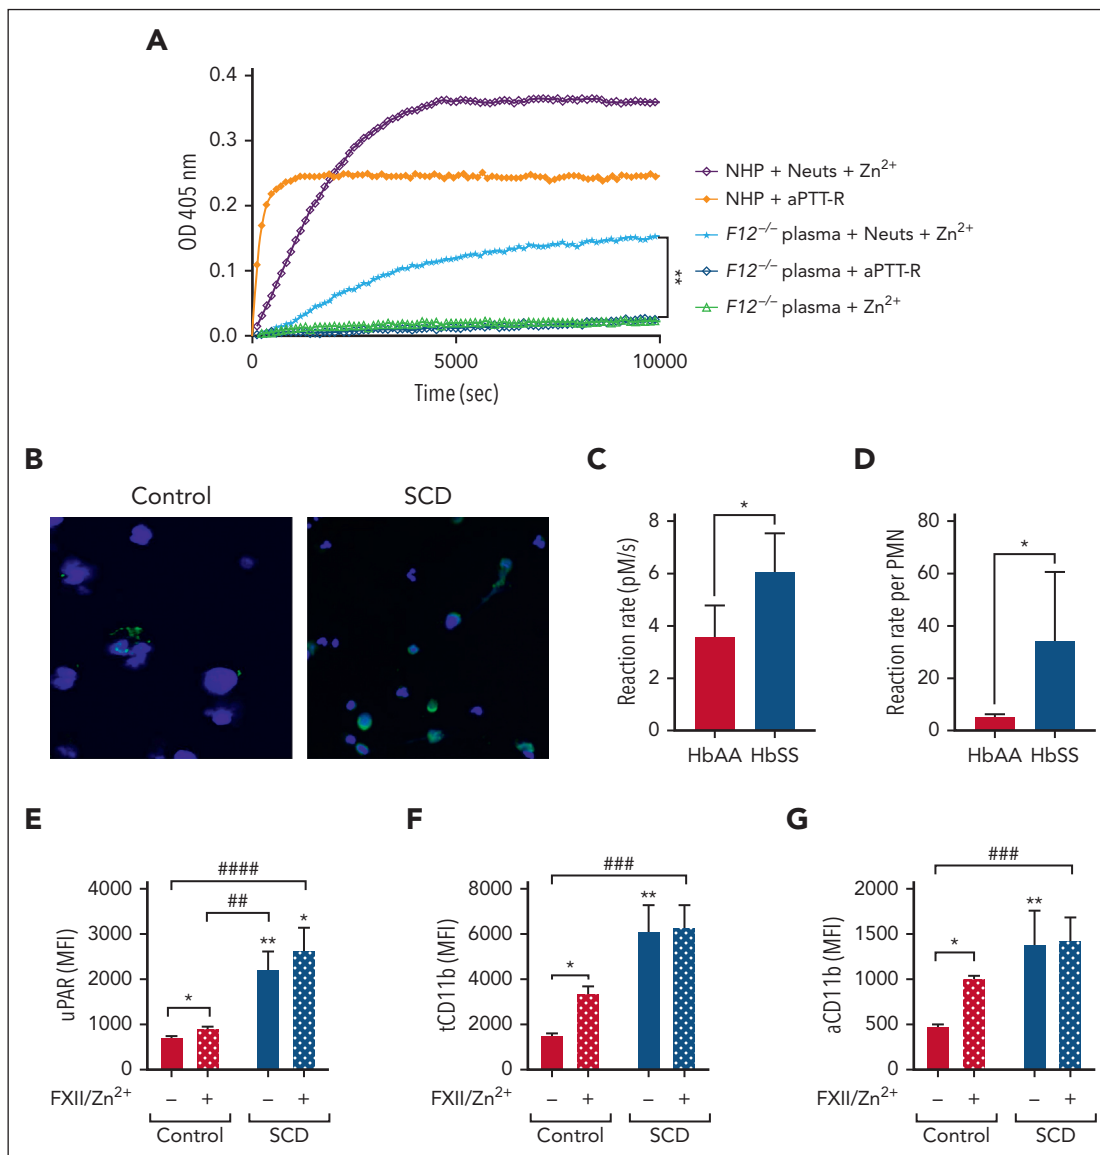 A
OD 405 nm
0.4
0.3
0.2
0.1
0.0
0
5000
10000
Time (sec)
**
NHP + Neuts + Zn²⁺
NHP + aPTT-R
F12⁻/⁻ plasma + Neuts + Zn²⁺
F12⁻/⁻ plasma + aPTT-R
F12⁻/⁻ plasma + Zn²⁺
B
Control
SCD
C
Reaction rate (pM/s)
8
6
4
2
0
*
HbAA HbSS
D
Reaction rate per PMN
80
60
40
20
0
*
HbAA HbSS
E
uPAR (MFI)
4000
3000
2000
1000
0
####
##
*
**
*
FXII/Zn²⁺ – + – +
Control SCD
F
tCD11b (MFI)
8000
6000
4000
2000
0
###
*
**
FXII/Zn²⁺ – + – +
Control SCD
G
aCD11b (MFI)
2000
1500
1000
500
0
###
*
**
FXII/Zn²⁺ – + – +
Control SCD